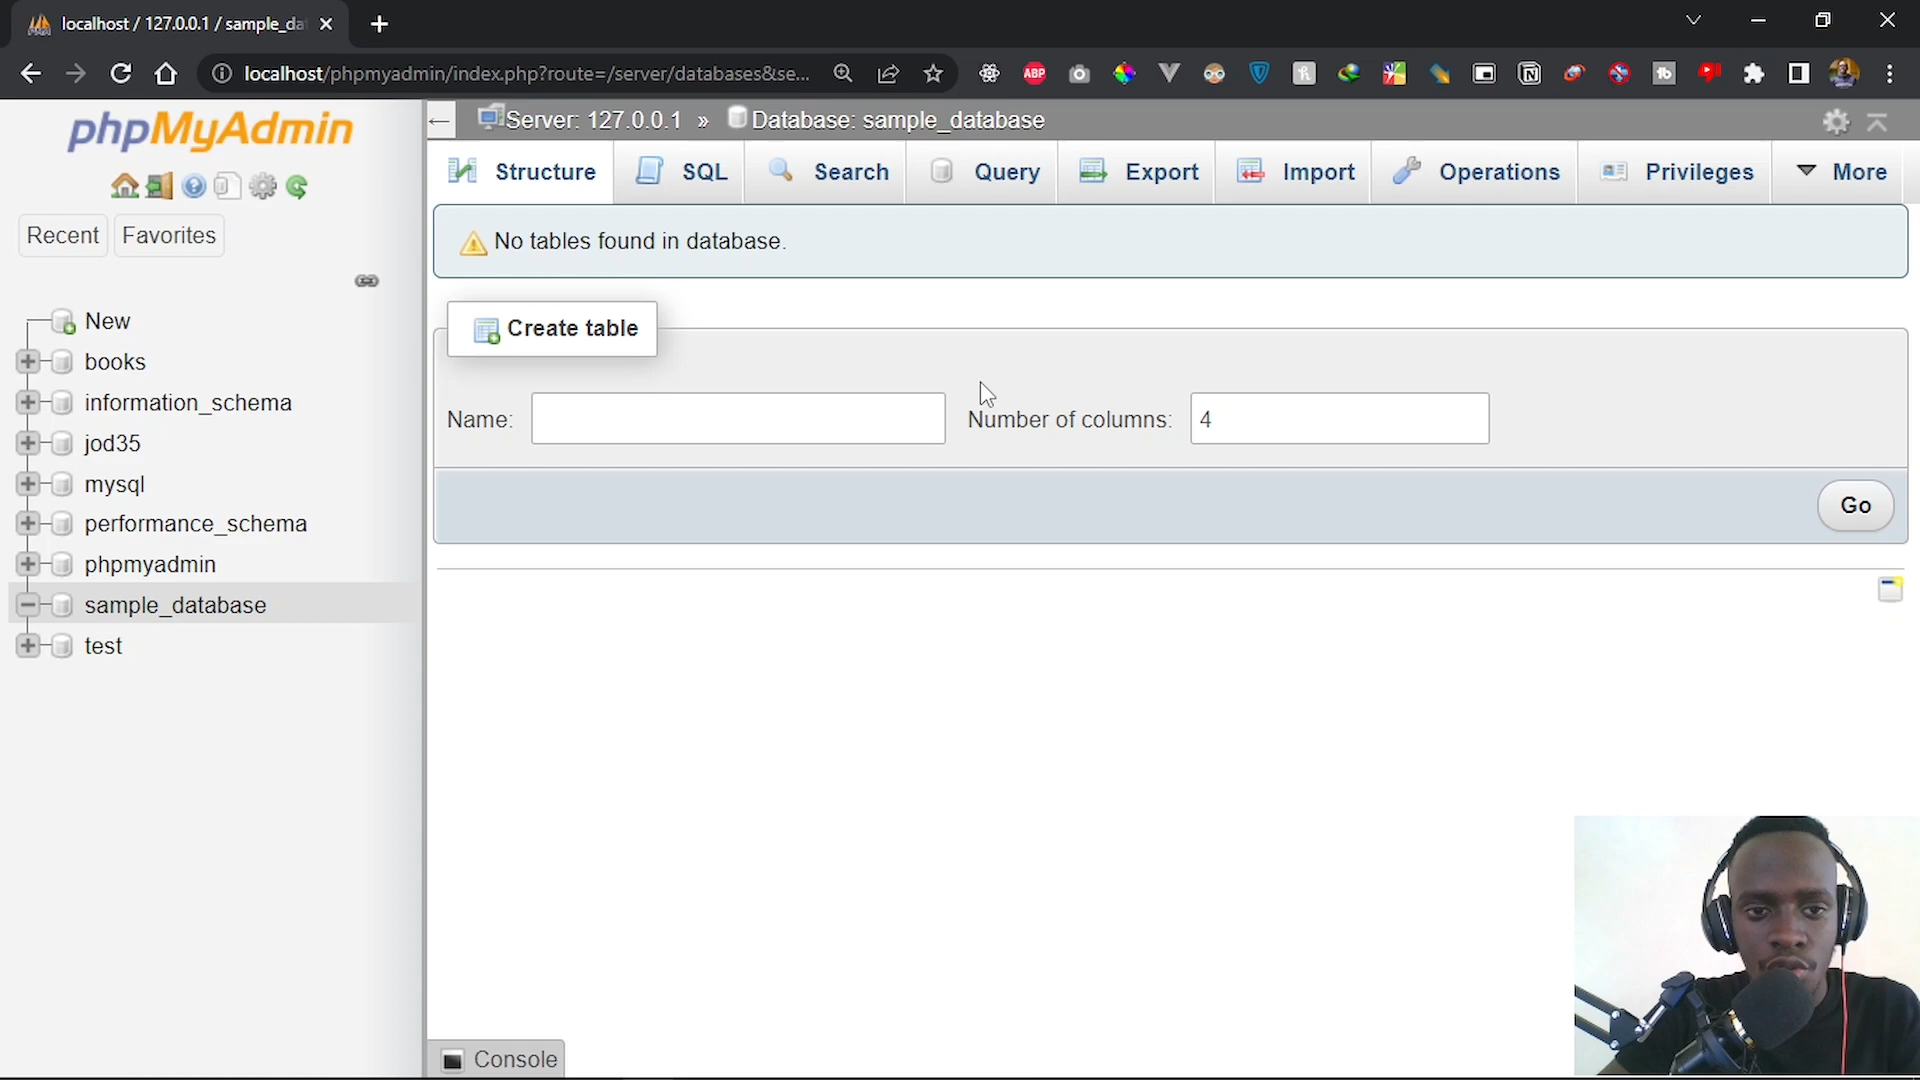 localhost / 127.0.0.1 / sample_da
localhost/phpmyadmin/index.php?route=/server/databases&se...
ABP
phpMyAdmin
Server: 127.0.0.1 » Database: sample_database
Structure SQL Search Query Export Import Operations Privileges More
Recent Favorites
No tables found in database.
New
books
information_schema
jod35
mysql
performance_schema
phpmyadmin
sample_database
test
Create table
Name:
Number of columns: 4
Go
Console